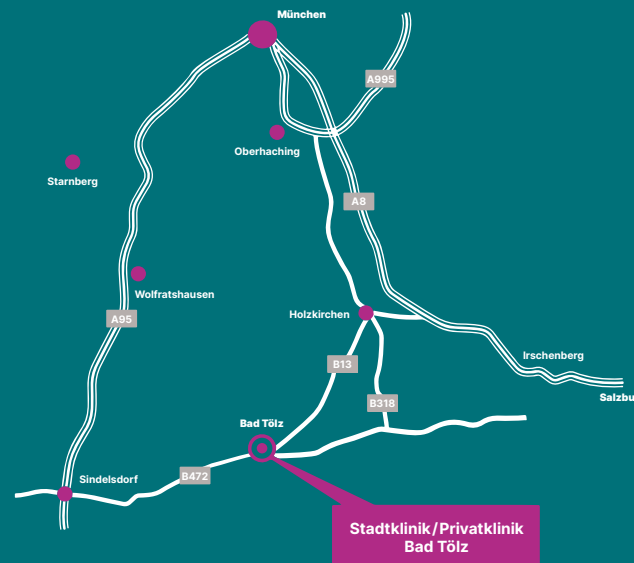 München
A995
Oberhaching
Starnberg
A8
Wolfratshausen
A95
Holzkirchen
Irschenberg
B13
Salzbu
B318
Bad Tölz
B472
Sindelsdorf
Stadtklinik/Privatklinik
Bad Tölz